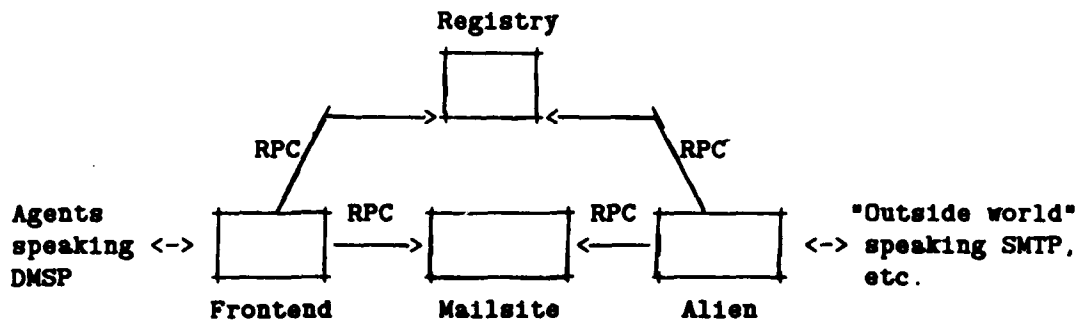 Registry
RPC
RPC
Agents
speaking <->
DMSP
RPC
RPC
"Outside world"
<-> speaking SMTP,
etc.
Frontend
Mailsite
Alien